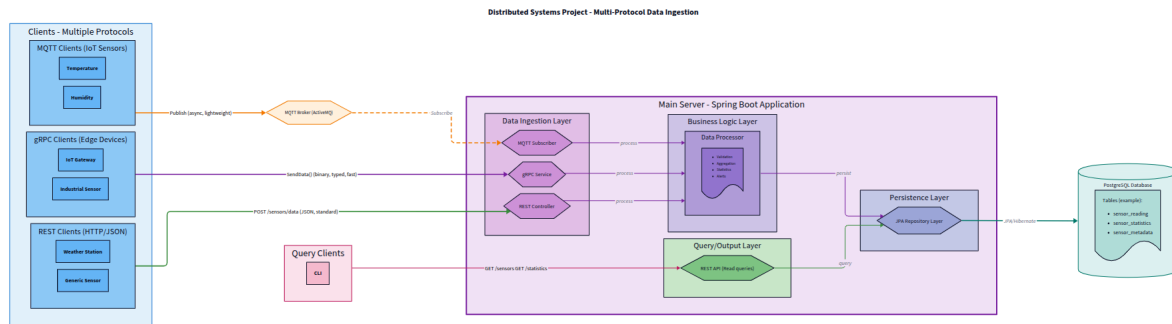 Distributed Systems Project - Multi-Protocol Data Ingestion
Clients - Multiple Protocols
MQTT Clients (IoT Sensors)
Temperature
Humidity
gRPC Clients (Edge Devices)
IoT Gateway
Industrial Sensor
REST Clients (HTTP/JSON)
Weather Station
Generic Sensor
Publish (async, lightweight)
MQTT Broker (ActiveMQ)
Subscribe
SendData() (binary, typed, fast)
POST /sensors/data (JSON, standard)
Query Clients
CLI
GET /sensors GET /statistics
Main Server - Spring Boot Application
Data Ingestion Layer
MQTT Subscriber
gRPC Service
REST Controller
process
process
process
Business Logic Layer
Data Processor
• Validation
• Aggregation
• Statistics
• Alerts
Query/Output Layer
REST API (Read queries)
persist
query
Persistence Layer
JPA Repository Layer
JPA/Hibernate
PostgreSQL Database
Tables (example):
• sensor_reading
• sensor_statistics
• sensor_metadata